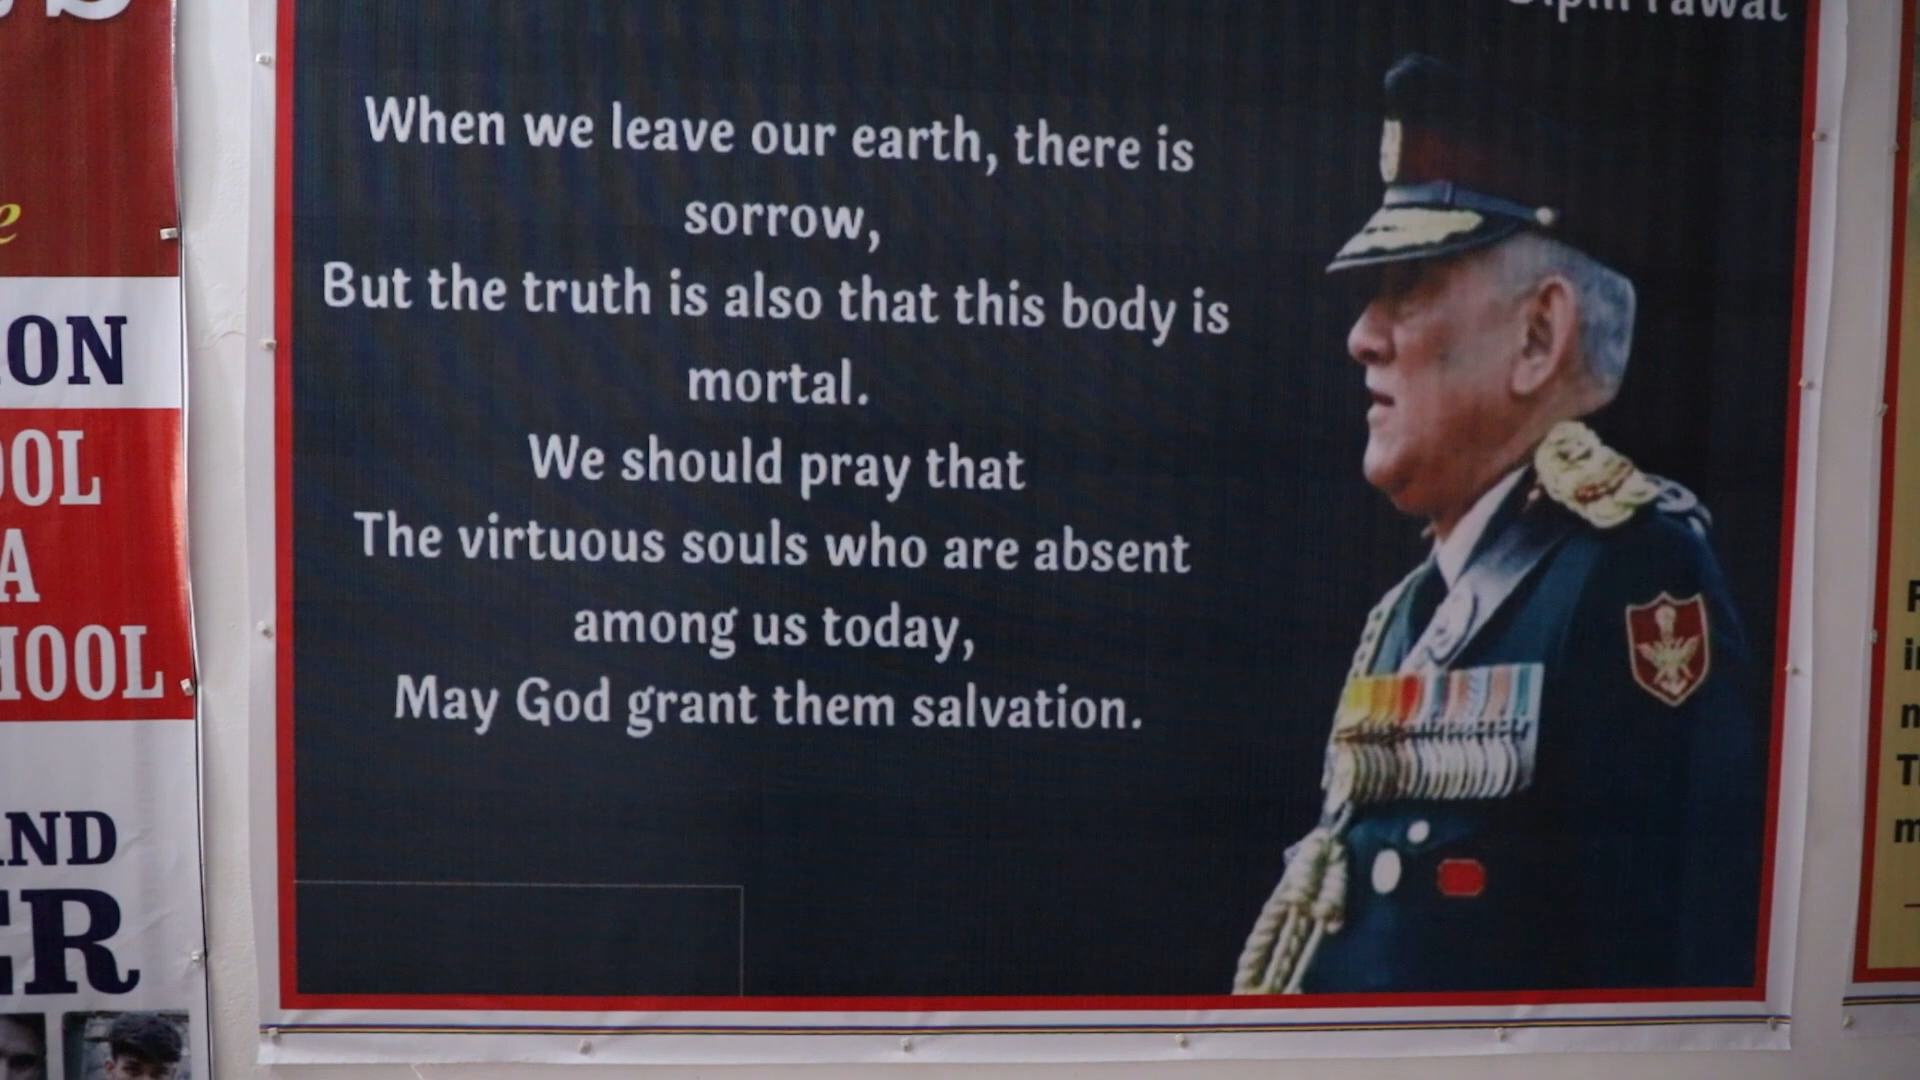 Bipin rawat
When we leave our earth, there is
sorrow,
But the truth is also that this body is
mortal.
We should pray that
The virtuous souls who are absent
among us today,
May God grant them salvation.
ON
OOL
A
HOOL
AND
ER